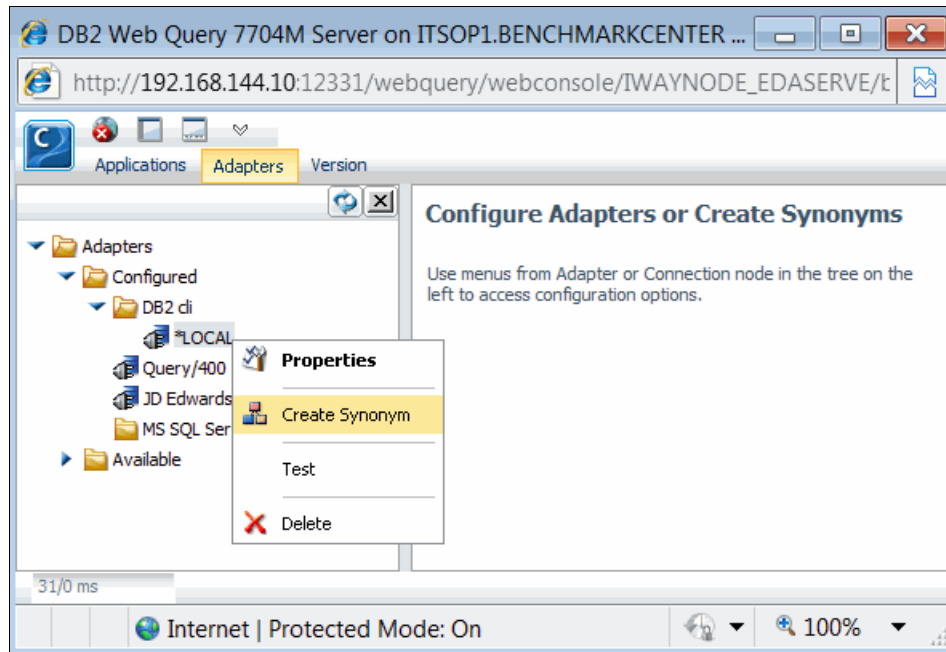 DB2 Web Query 7704M Server on ITSOP1.BENCHMARKCENTER ...
http://192.168.144.10:12331/webquery/webconsole/IWAYNODE_EDASERVE/
Applications Adapters Version
Configure Adapters or Create Synonyms
Use menus from Adapter or Connection node in the tree on the
left to access configuration options.
Adapters
Configured
DB2 cli
*LOCAL
Query/400
JD Edwards
MS SQL Ser
Available
Properties
Create Synonym
Test
Delete
31/0 ms
Internet | Protected Mode: On
100%